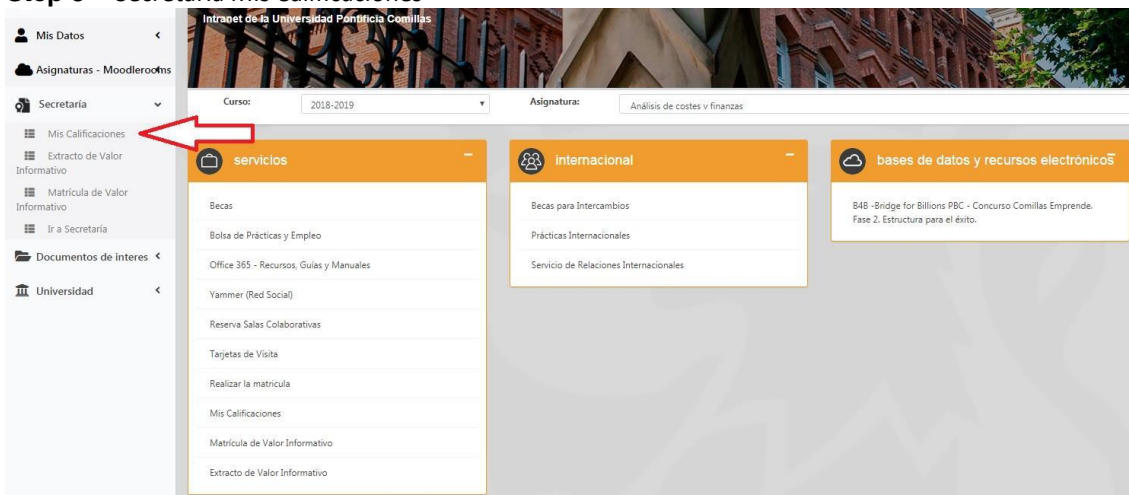 Intranet de la Universidad Pontificia Comillas
Mis Datos
Asignaturas - Moodlerooms
Secretaría
Mis Calificaciones
Extracto de Valor
Informativo
Matrícula de Valor
Informativo
Ir a Secretaría
Documentos de interes
Universidad
Curso: 2018-2019 Asignatura: Análisis de costes y finanzas
servicios
Becas
Bolsa de Prácticas y Empleo
Office 365 - Recursos, Guías y Manuales
Yammer (Red Social)
Reserva Salas Colaborativas
Tarjetas de Visita
Realizar la matricula
Mis Calificaciones
Matrícula de Valor Informativo
Extracto de Valor Informativo
internacional
Becas para Intercambios
Prácticas Internacionales
Servicio de Relaciones Internacionales
bases de datos y recursos electrónicos
B4B -Bridge for Billions PBC - Concurso Comillas Emprende.
Fase 2. Estructura para el éxito.